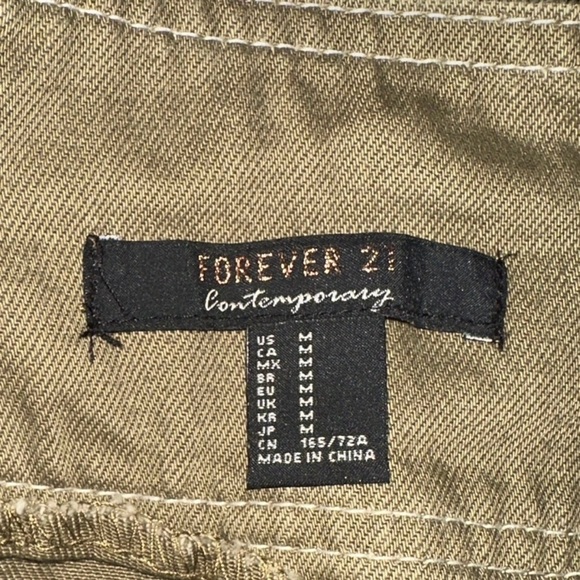 FOREVER 21
Contemporary
US M
CA M
MX M
BR M
EU M
UK M
KR M
JP M
CN 165/72A
MADE IN CHINA